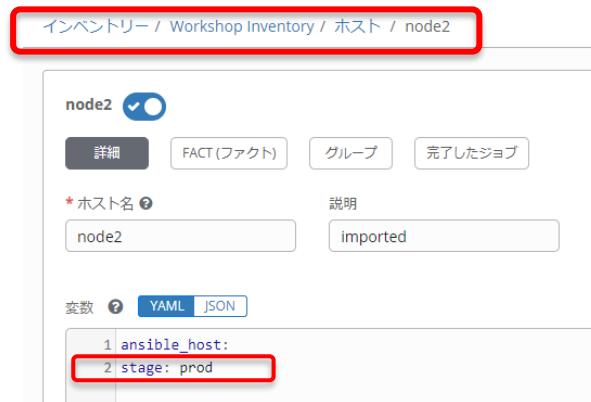 インベントリー / Workshop Inventory / ホスト / node2
node2
詳細 FACT (ファクト) グループ 完了したジョブ
* ホスト名 ? 説明
node2 imported
変数 ? YAML JSON
1 ansible_host:
2 stage: prod